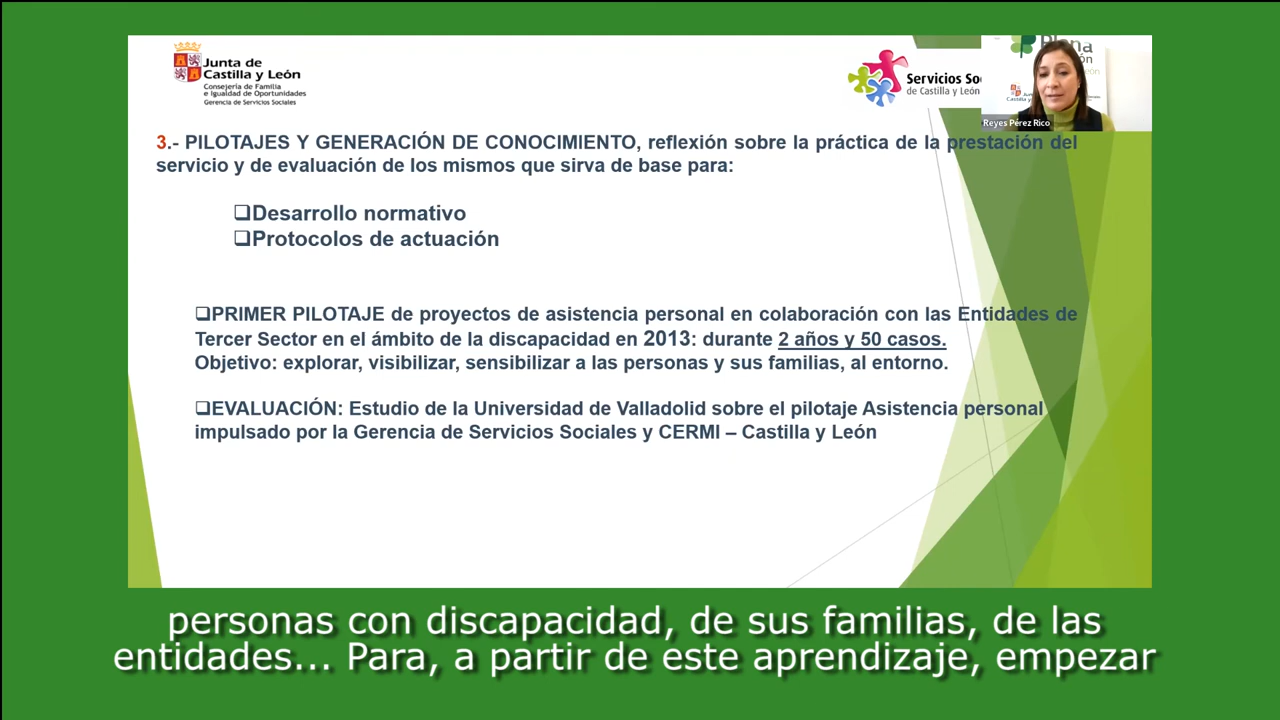 Junta de
Castilla y León
Consejería de Familia
e Igualdad de Oportunidades
Gerencia de Servicios Sociales
Servicios
de Castilla y León
Reyes Pérez Rico
3.- PILOTAJES Y GENERACIÓN DE CONOCIMIENTO, reflexión sobre la práctica de la prestación del
servicio y de evaluación de los mismos que sirva de base para:
❑Desarrollo normativo
❑Protocolos de actuación
❑PRIMER PILOTAJE de proyectos de asistencia personal en colaboración con las Entidades de
Tercer Sector en el ámbito de la discapacidad en 2013: durante 2 años y 50 casos.
Objetivo: explorar, visibilizar, sensibilizar a las personas y sus familias, al entorno.
❑EVALUACIÓN: Estudio de la Universidad de Valladolid sobre el pilotaje Asistencia personal
impulsado por la Gerencia de Servicios Sociales y CERMI – Castilla y León
personas con discapacidad, de sus familias, de las
entidades... Para, a partir de este aprendizaje, empezar